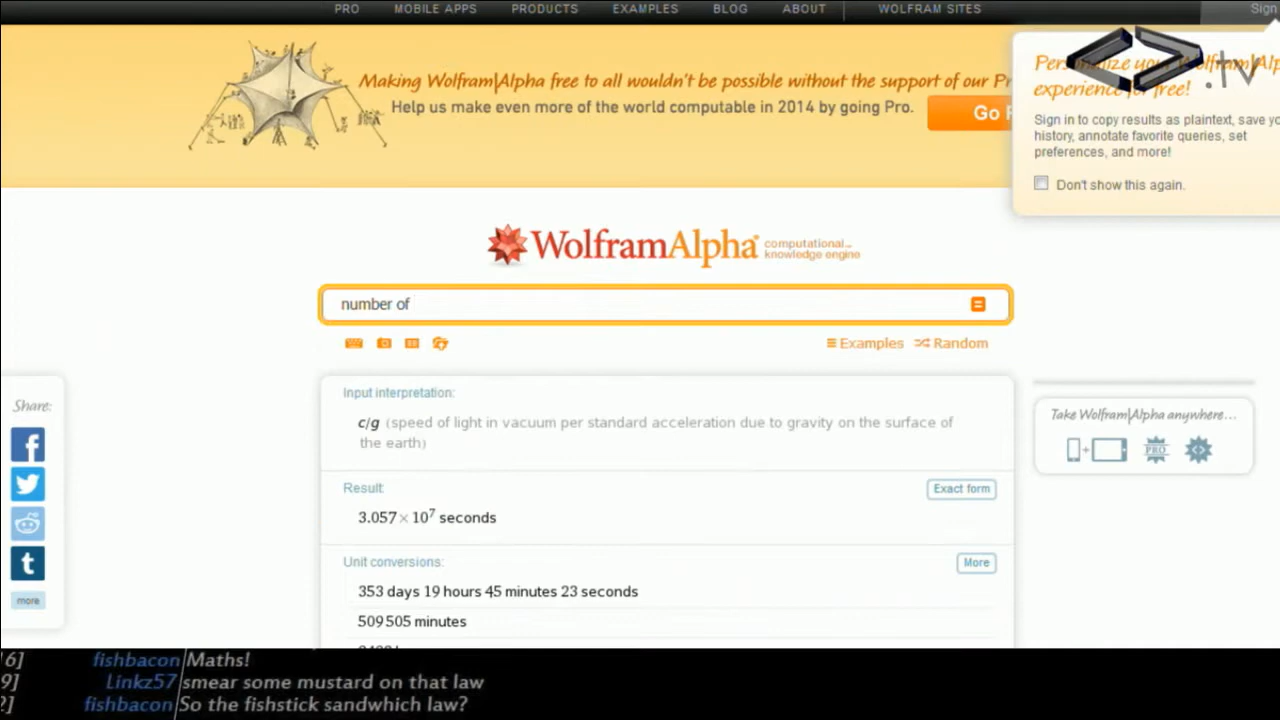 PRO MOBILE APPS PRODUCTS EXAMPLES BLOG ABOUT WOLFRAM SITES Sign
Making Wolfram|Alpha free to all wouldn't be possible without the support of our Pr
Help us make even more of the world computable in 2014 by going Pro.
Go
.tv
experience for free!
Sign in to copy results as plaintext, save yo
history, annotate favorite queries, set
preferences, and more!
Don't show this again.
WolframAlpha computational
knowledge engine
number of
Examples Random
Share:
more
Input interpretation:
c/g (speed of light in vacuum per standard acceleration due to gravity on the surface of
the earth)
Result:
Exact form
3.057×10⁷ seconds
Unit conversions:
More
353 days 19 hours 45 minutes 23 seconds
509 505 minutes
Take Wolfram|Alpha anywhere...
PRO
6] fishbacon Maths!
9] Linkz57 smear some mustard on that law
2] fishbacon So the fishstick sandwhich law?